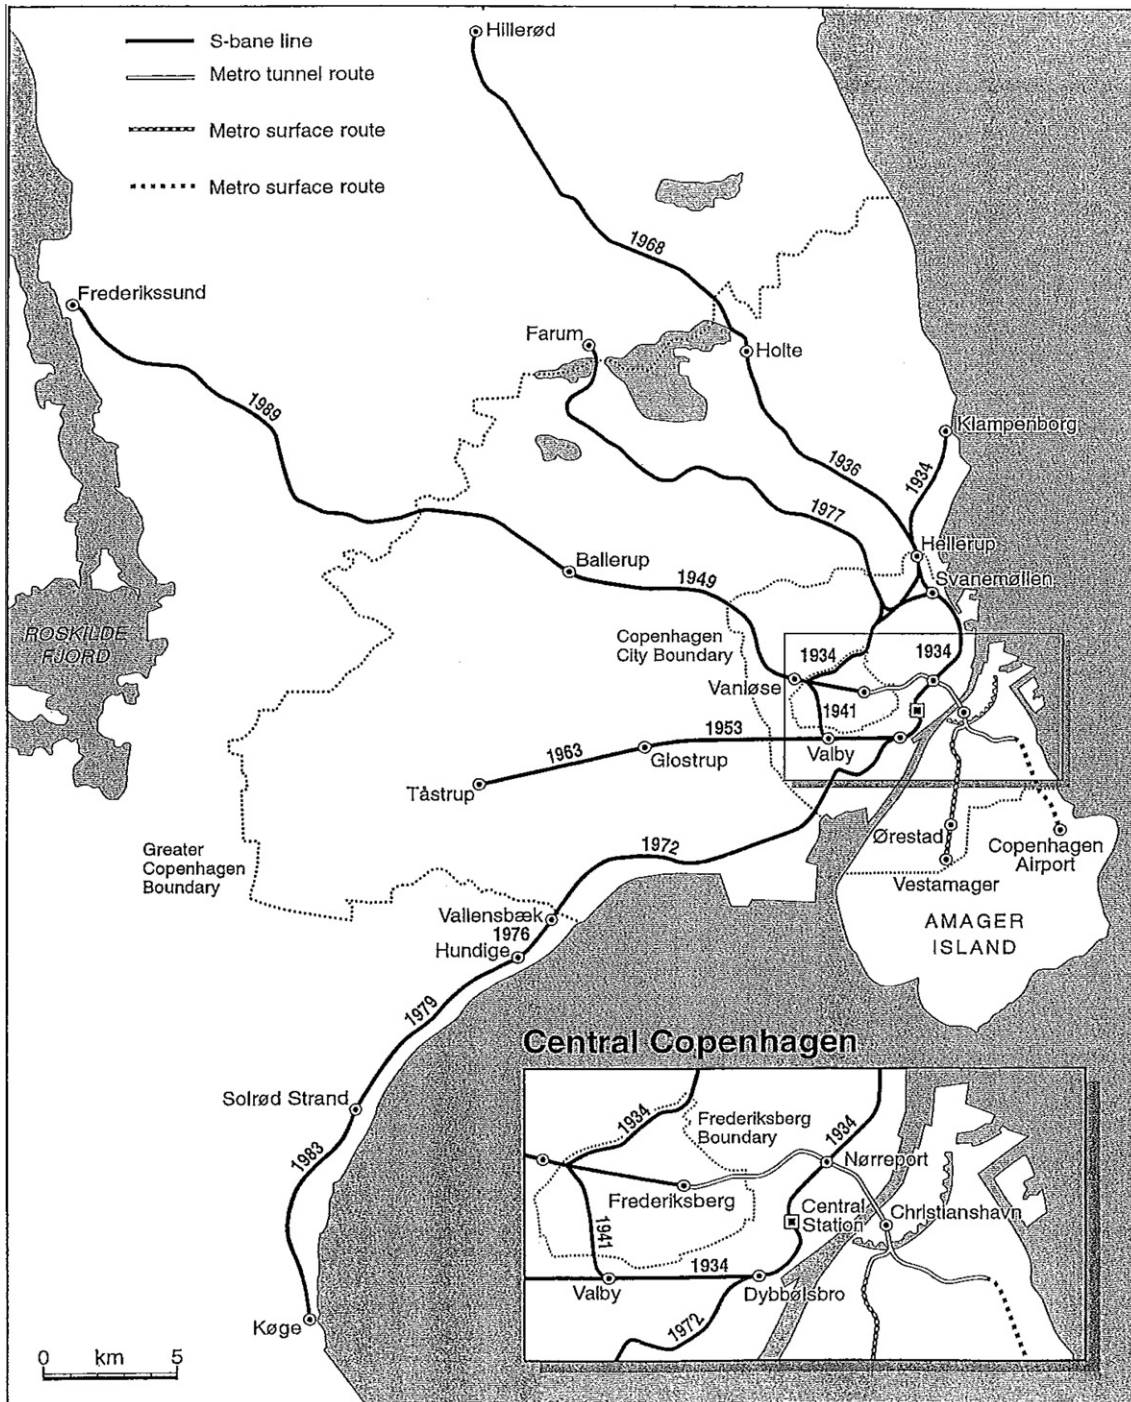 Hillerød
S-bane line
Metro tunnel route
Metro surface route
Metro surface route
1968
Frederikssund
Farum
Holte
1989
Klampenborg
1936
1934
1977
Hellerup
Ballerup
Svanemøllen
1949
ROSKILDE
FJORD
Copenhagen
City Boundary
1934
1934
Vanløse
1941
1953
Valby
1963
Glostrup
Tåstrup
Ørestad
Copenhagen
Airport
1972
Greater
Copenhagen
Boundary
Vestamager
Vallensbæk
1976
Hundige
AMAGER
ISLAND
1979
Central Copenhagen
Solrød Strand
1934
Frederiksberg
Boundary
1934
1983
Nørreport
Frederiksberg
Central
Station
Christianshavn
1941
1934
Valby
Dybbølsbro
Køge
1972
0 km 5